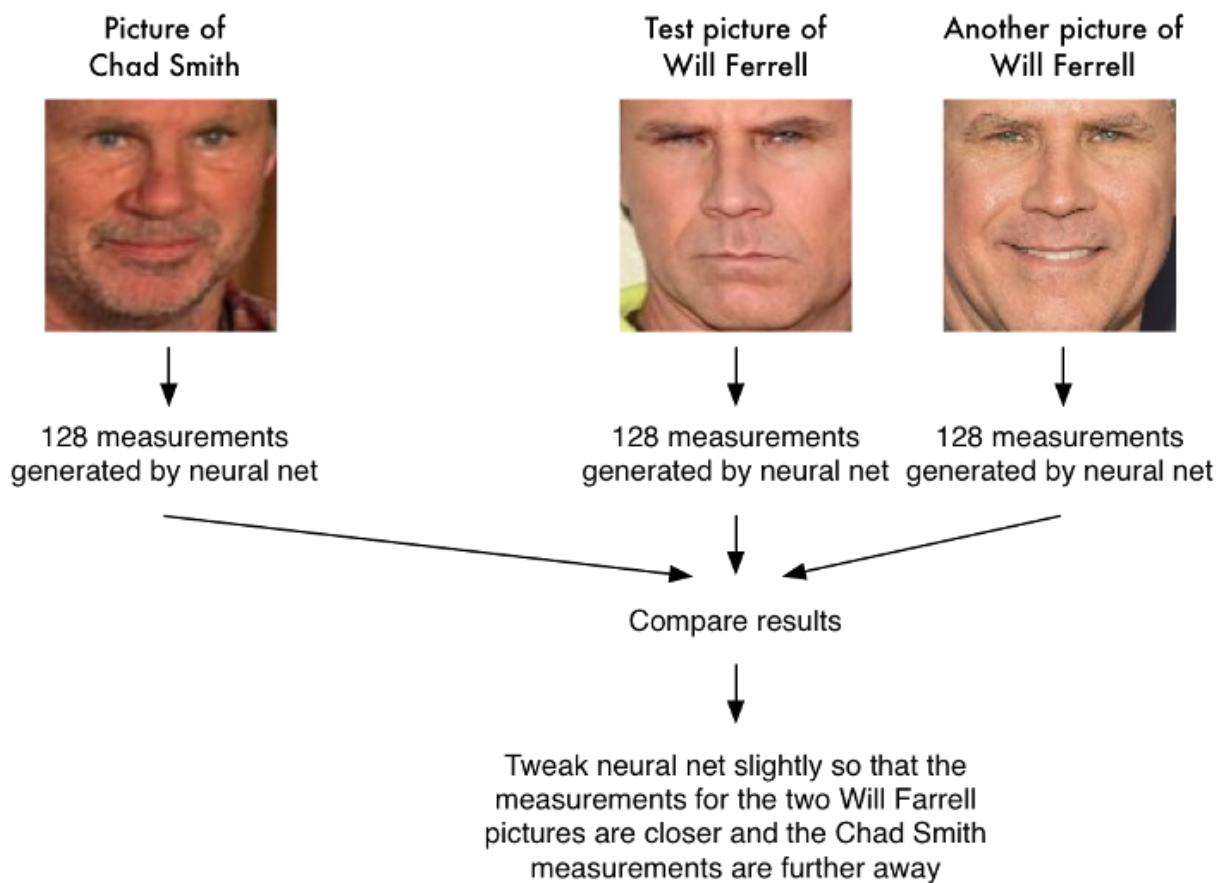 Picture of
Chad Smith
Test picture of
Will Ferrell
Another picture of
Will Ferrell
128 measurements
generated by neural net
128 measurements
generated by neural net
128 measurements
generated by neural net
Compare results
Tweak neural net slightly so that the
measurements for the two Will Farrell
pictures are closer and the Chad Smith
measurements are further away